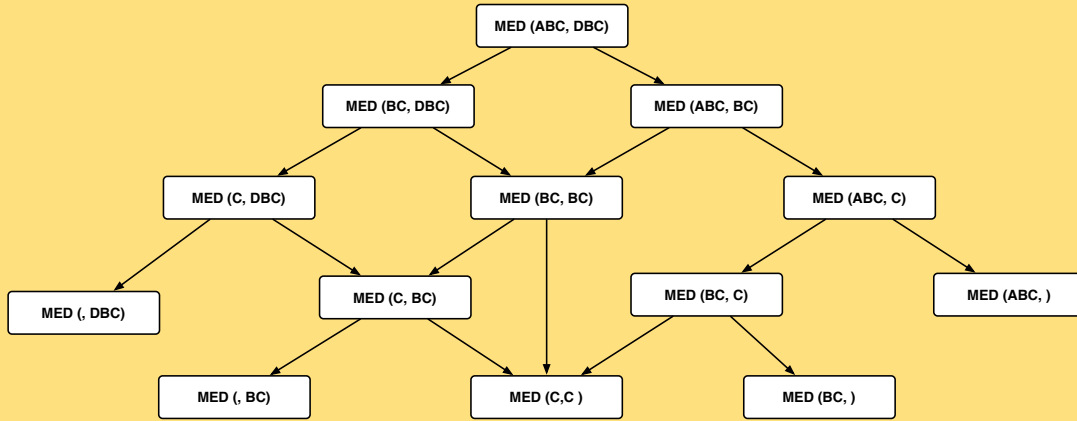 MED (ABC, DBC)
MED (BC, DBC)
MED (ABC, BC)
MED (C, DBC)
MED (BC, BC)
MED (ABC, C)
MED (, DBC)
MED (C, BC)
MED (BC, C)
MED (ABC, )
MED (, BC)
MED (C,C )
MED (BC, )